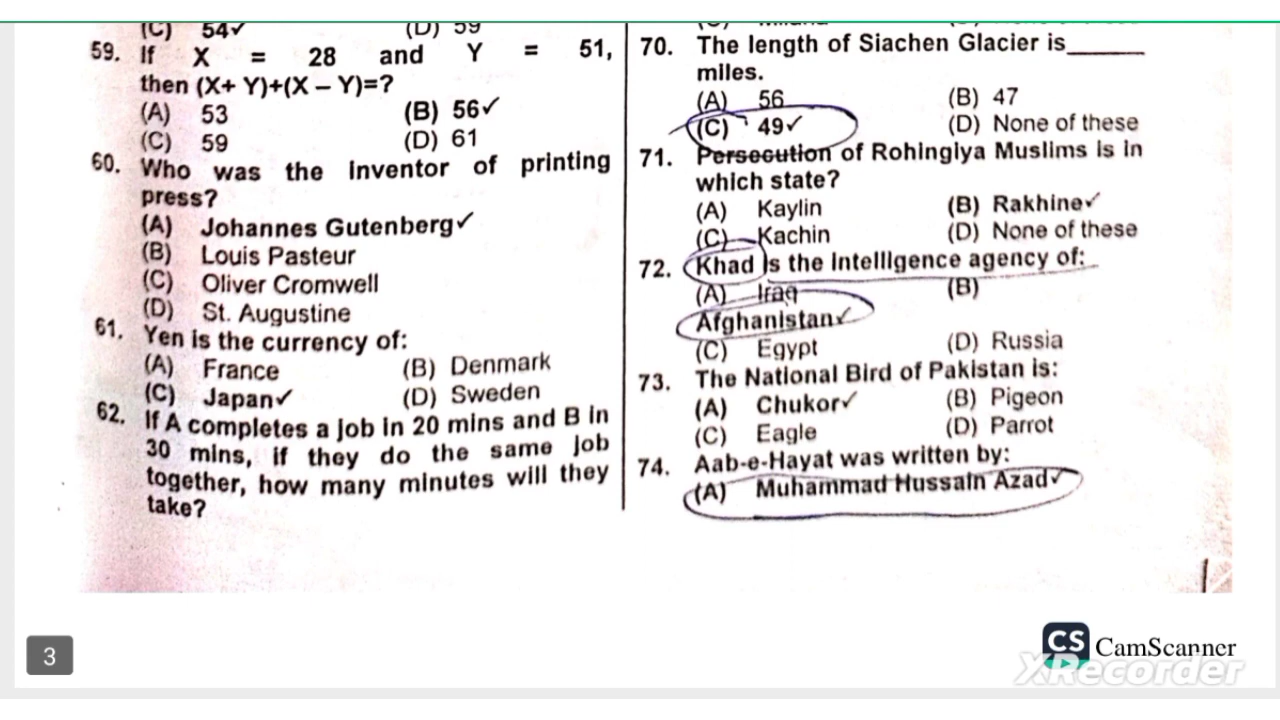 (C) 54✓ (D) 59
59. If X = 28 and Y = 51,
then (X+ Y)+(X – Y)=?
(A) 53 (B) 56✓
(C) 59 (D) 61
60. Who was the inventor of printing
press?
(A) Johannes Gutenberg✓
(B) Louis Pasteur
(C) Oliver Cromwell
(D) St. Augustine
61. Yen is the currency of:
(A) France (B) Denmark
(C) Japan✓ (D) Sweden
62. If A completes a job in 20 mins and B in
30 mins, if they do the same job
together, how many minutes will they
take?
70. The length of Siachen Glacier is______
miles.
(A) 56 (B) 47
(C) 49✓ (D) None of these
71. Persecution of Rohingiya Muslims is in
which state?
(A) Kaylin (B) Rakhine✓
(C) Kachin (D) None of these
72. Khad is the intelligence agency of:
(A) Iraq (B)
Afghanistan✓
(C) Egypt (D) Russia
73. The National Bird of Pakistan is:
(A) Chukor✓ (B) Pigeon
(C) Eagle (D) Parrot
74. Aab-e-Hayat was written by:
(A) Muhammad Hussain Azad✓
3
CS CamScanner
XRecorder